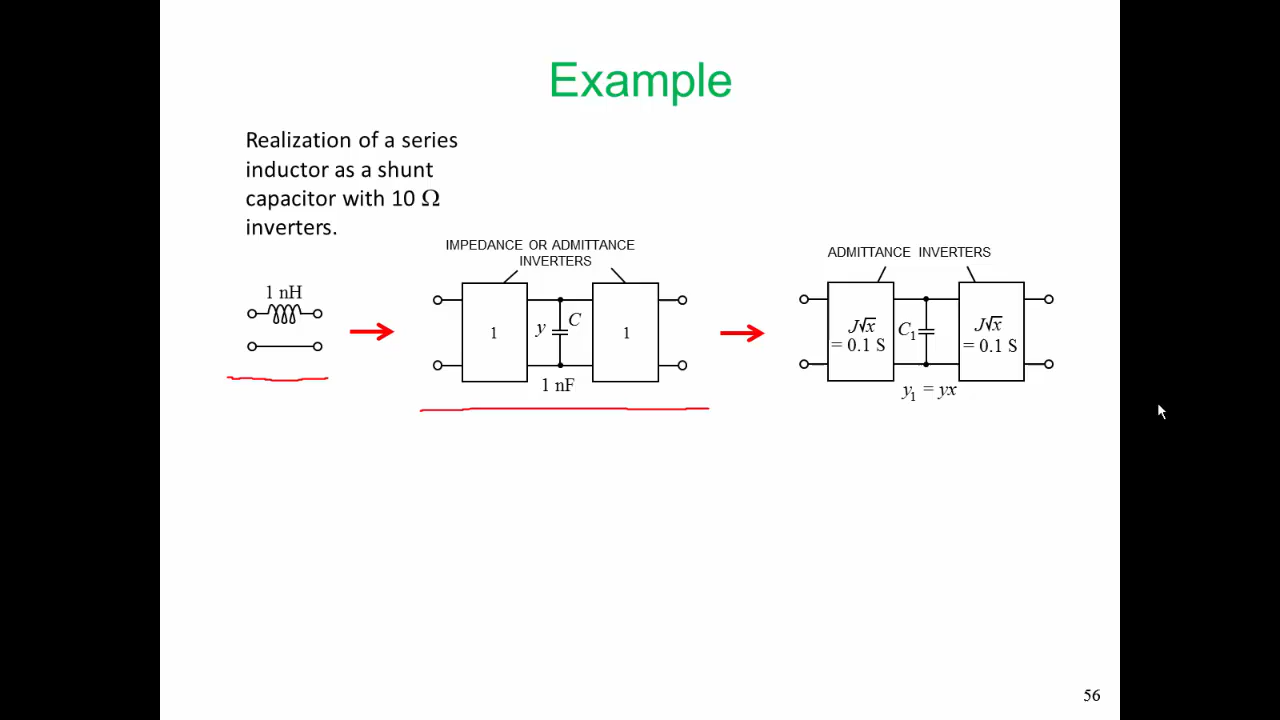 Example
Realization of a series
inductor as a shunt
capacitor with 10 Ω
inverters.
1 nH
IMPEDANCE OR ADMITTANCE
INVERTERS
1
y
C
1
1 nF
ADMITTANCE INVERTERS
J√x
= 0.1 S
C₁
J√x
= 0.1 S
y₁ = yx
56